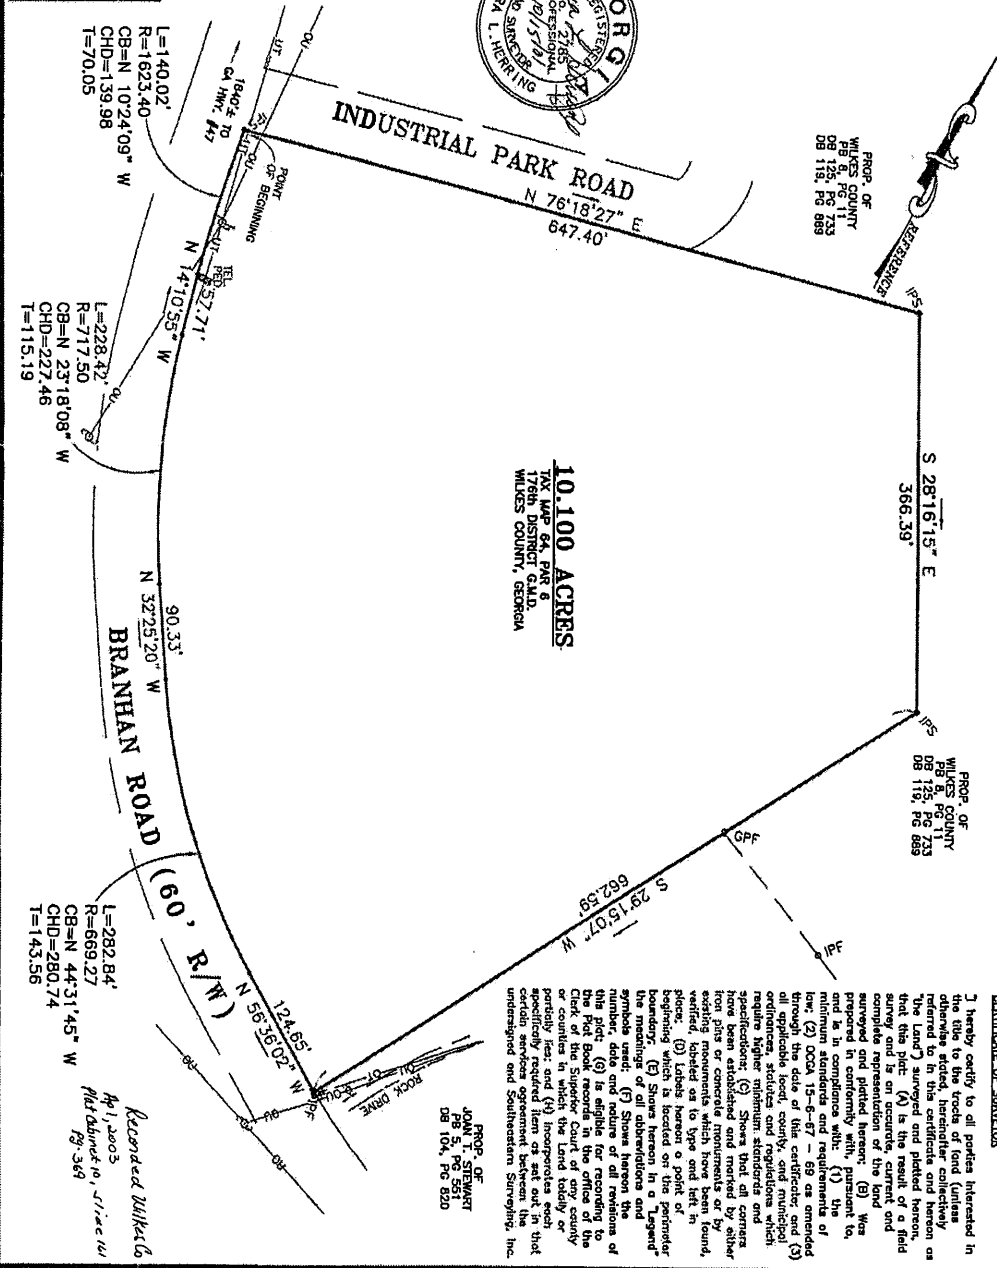 ORGI
REGISTERED
No. 2785
PROFESSIONAL
10/15/01
SURVEYOR
RA L. HERRING
PROP. OF
WILKES COUNTY
PB 8, PG 11
DB 125, PG 733
DB 119, PG 889
REFERENCE
IPS
INDUSTRIAL PARK ROAD
N 76°18'27" E
647.40'
1840'± TO
GA HWY. #47
POINT
OF BEGINNING
L=140.02'
R=1623.40
CB=N 10°24'09" W
CHD=139.98
T=70.05
TEL.
PED.
57.71'
N 14°10'55" W
L=228.42'
R=717.50
CB=N 23°18'08" W
CHD=227.46
T=115.19
S 28°16'15" E
366.39'
10.100 ACRES
TAX MAP 64, PAR 6
176th DISTRICT G.M.D.
WILKES COUNTY, GEORGIA
90.33'
N 32°25'20" W
BRANHAN ROAD (60' R/W)
IPS
PROP. OF
WILKES COUNTY
PB 8, PG 11
DB 125, PG 733
DB 119, PG 889
GPF
IPF
S 29°15'07" W
662.59'
L=282.84'
R=669.27
CB=N 44°31'45" W
CHD=280.74
T=143.56
124.65'
N 56°36'02" W
IPF
ROCK DRIVE
PROP. OF
JOAN T. STEWART
PB 5, PG 551
DB 104, PG 820
I hereby certify to all parties interested in
the title to the tracts of land (unless
otherwise stated, hereinafter collectively
referred to in this certificate and hereon as
"the Land") surveyed and platted hereon,
that this plat: (A) is the result of a field
survey and is an accurate, current and
complete representation of the land
surveyed and platted hereon; (B) Was
prepared in conformity with, pursuant to,
and is in compliance with: (1) the
minimum standards and requirements of
law; (2) OCGA 15-6-67 - 69 as amended
through the date of this certificate; and (3)
all applicable local, county, and municipal
ordinances, statutes and regulations which
require higher minimum standards and
specifications; (C) Shows that all corners
have been established and marked by either
iron pins or concrete monuments or by
existing monuments which have been found,
verified, labeled as to type and left in
place; (D) Labels hereon a point of
beginning which is located on the perimeter
boundary; (E) Shows hereon in a "Legend"
the meanings of all abbreviations and
symbols used; (F) Shows hereon the
number, date and nature of all revisions of
this plat; (G) is eligible for recording to
the Plat Book records in the office of the
Clerk of the Superior Court of any county
or counties in which the Land totally or
partially lies; and (H) incorporates each
specifically required item as set out in that
certain services agreement between the
undersigned and Southeastern Surveying, Inc.
Recorded Wilkes Co
Apl 1, 2003
Plat Cabinet 10, Slide 161
Pg. 369